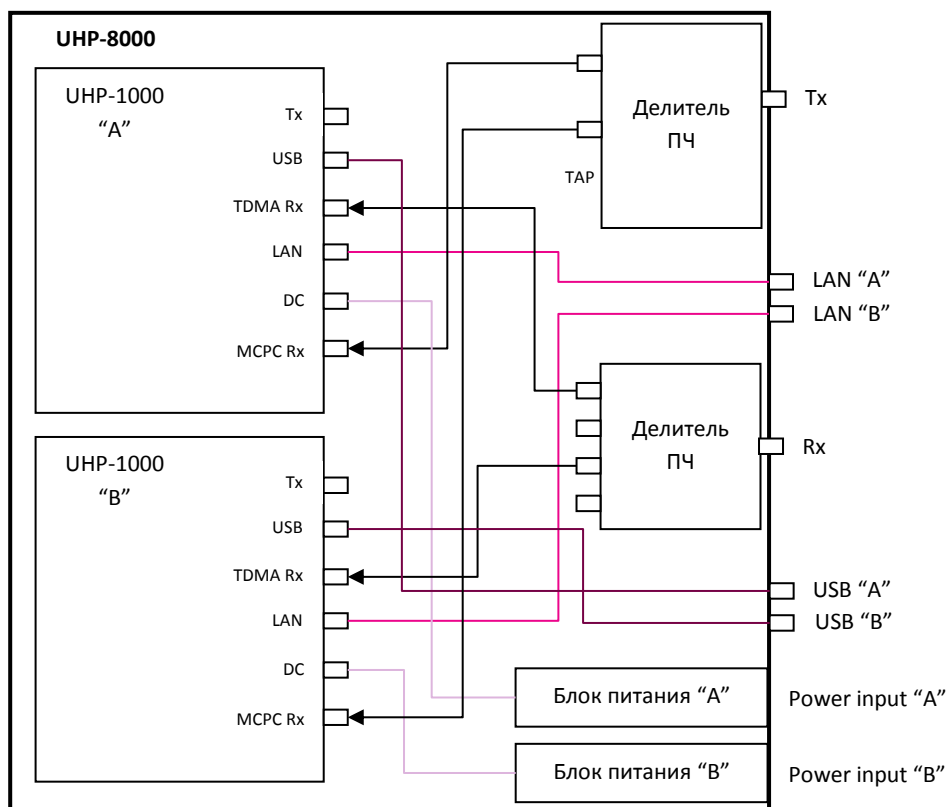 UHP-8000
UHP-1000
“A”
Tx
USB
TDMA Rx
LAN
DC
MCPC Rx
Делитель
ПЧ
TAP
Tx
LAN “A”
LAN “B”
UHP-1000
“B”
Tx
USB
TDMA Rx
LAN
DC
MCPC Rx
Делитель
ПЧ
Rx
USB “A”
USB “B”
Блок питания “A”
Power input “A”
Блок питания “B”
Power input “B”